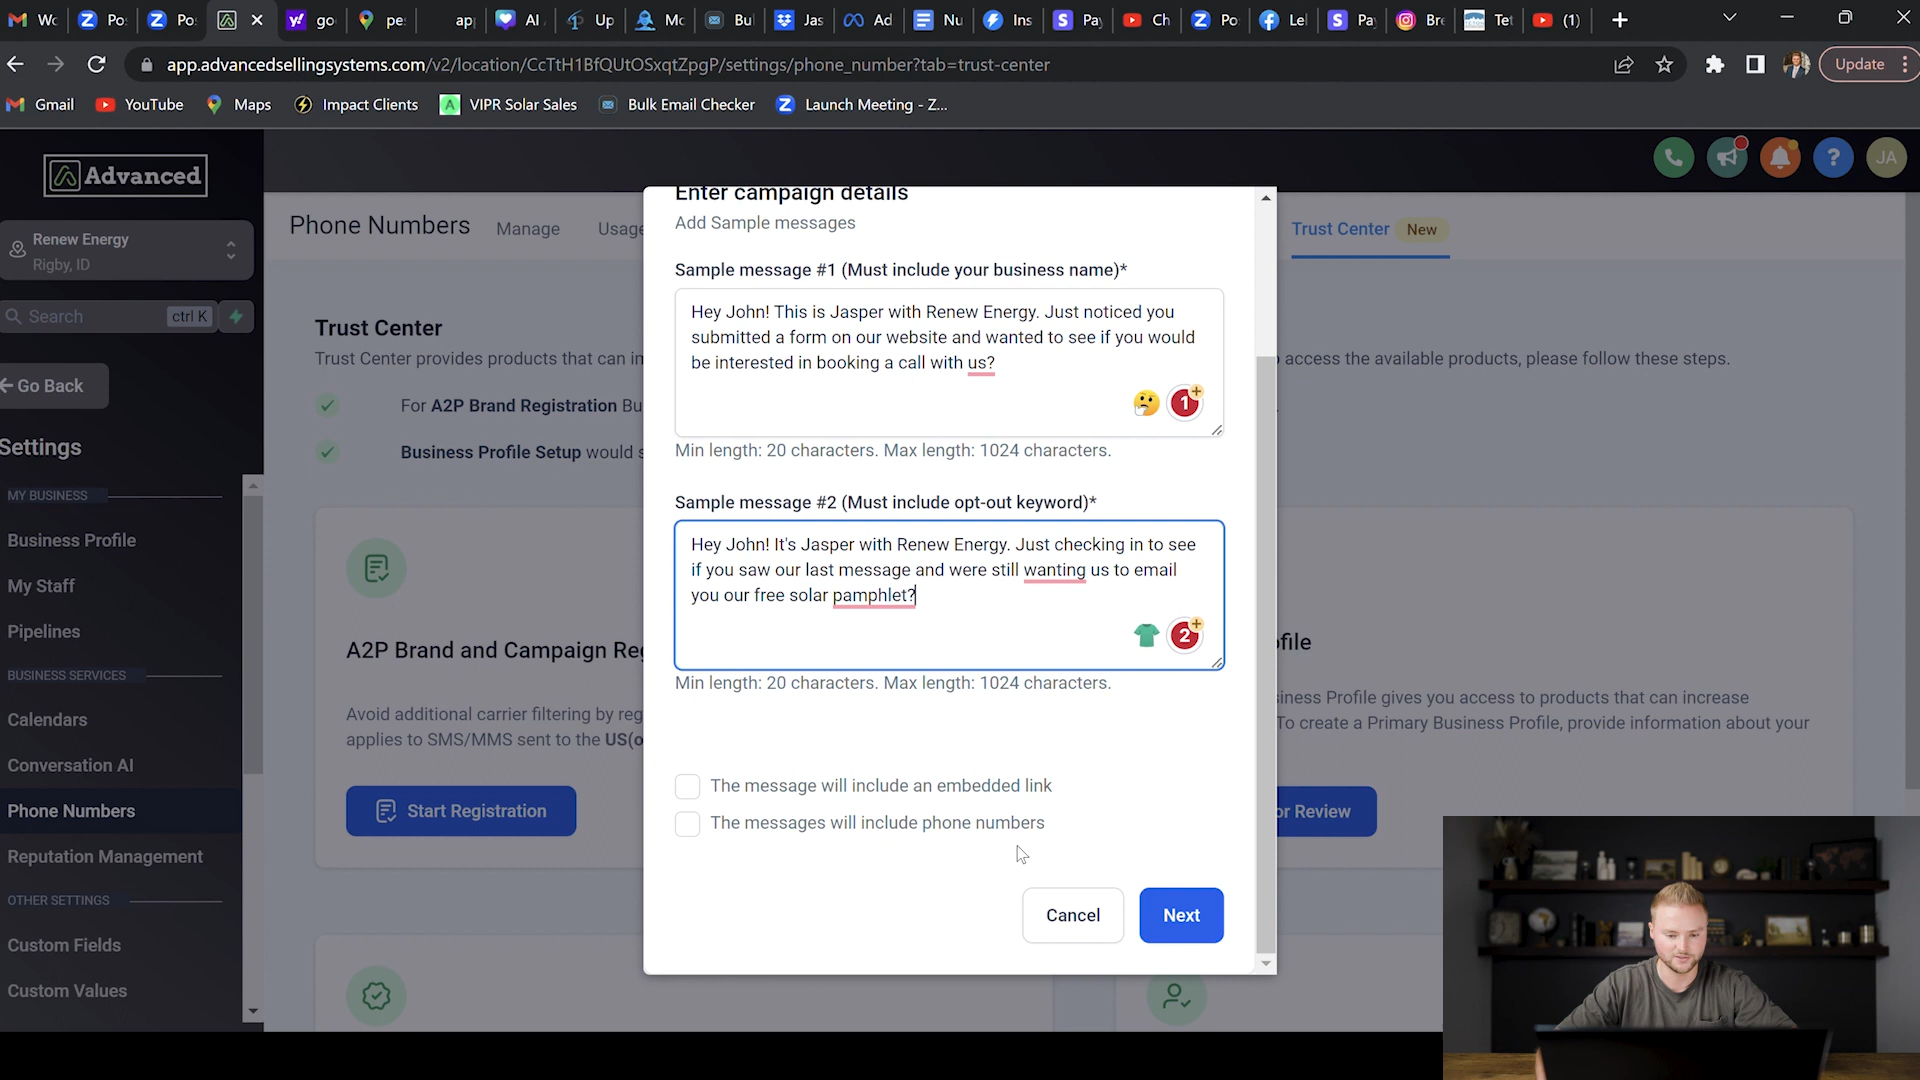 Wo
Po
Po
go
pe
app
AI
Up
Mc
Bul
Jas
Ad
Nu
Ins
Pay
Ch
Po
Lel
Pay
Bre
Tet
(1)
app.advancedsellingsystems.com/v2/location/CcTtH1BfQUtOSxqtZpgP/settings/phone_number?tab=trust-center
Update
Gmail
YouTube
Maps
Impact Clients
VIPR Solar Sales
Bulk Email Checker
Launch Meeting - Z...
Advanced
JA
Renew Energy
Rigby, ID
Search
ctrl K
Go Back
Settings
MY BUSINESS
Business Profile
My Staff
Pipelines
BUSINESS SERVICES
Calendars
Conversation AI
Phone Numbers
Reputation Management
OTHER SETTINGS
Custom Fields
Custom Values
Phone Numbers
Manage
Usage
Trust Center
New
Trust Center
Trust Center provides products that can im
o access the available products, please follow these steps.
For A2P Brand Registration Bu
Business Profile Setup would s
A2P Brand and Campaign Reg
Avoid additional carrier filtering by reg
applies to SMS/MMS sent to the US(o
Start Registration
ofile
siness Profile gives you access to products that can increase
To create a Primary Business Profile, provide information about your
or Review
Enter campaign details
Add Sample messages
Sample message #1 (Must include your business name)*
Hey John! This is Jasper with Renew Energy. Just noticed you
submitted a form on our website and wanted to see if you would
be interested in booking a call with us?
1
Min length: 20 characters. Max length: 1024 characters.
Sample message #2 (Must include opt-out keyword)*
Hey John! It's Jasper with Renew Energy. Just checking in to see
if you saw our last message and were still wanting us to email
you our free solar pamphlet?
2
Min length: 20 characters. Max length: 1024 characters.
The message will include an embedded link
The messages will include phone numbers
Cancel
Next